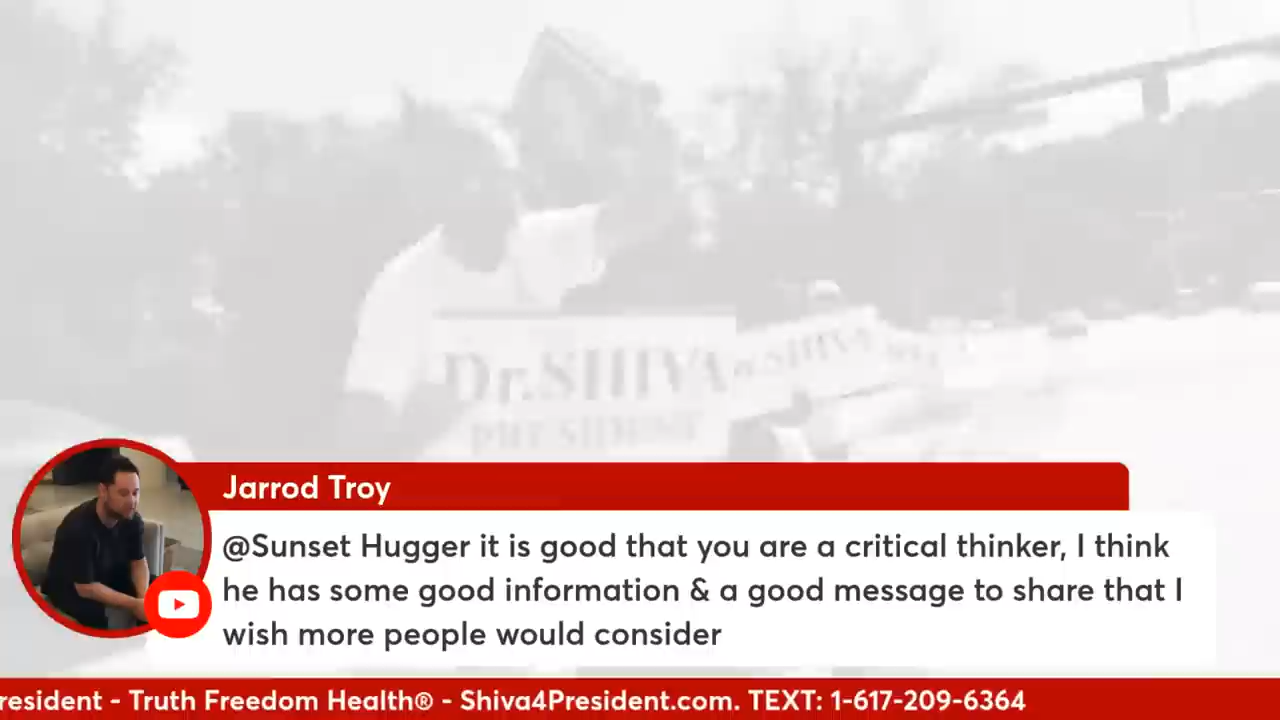 Dr.SHIVA
PRESIDENT
SHIVA
Jarrod Troy
@Sunset Hugger it is good that you are a critical thinker, I think
he has some good information & a good message to share that I
wish more people would consider
resident - Truth Freedom Health® - Shiva4President.com. TEXT: 1-617-209-6364